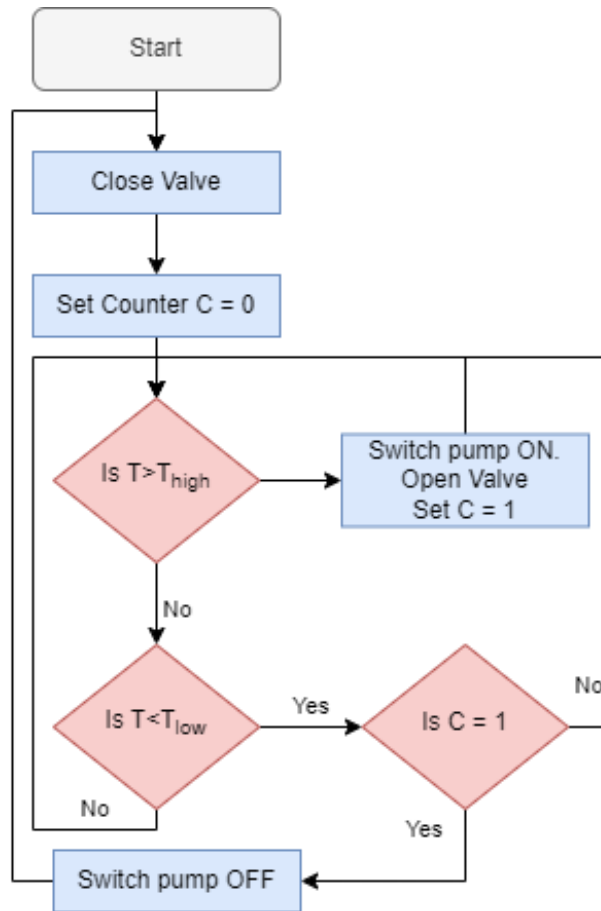 Start
Close Valve
Set Counter C = 0
Is T>Thigh
Switch pump ON.
Open Valve
Set C = 1
No
Is T<Tlow
Yes
Is C = 1
No
No
Yes
Switch pump OFF